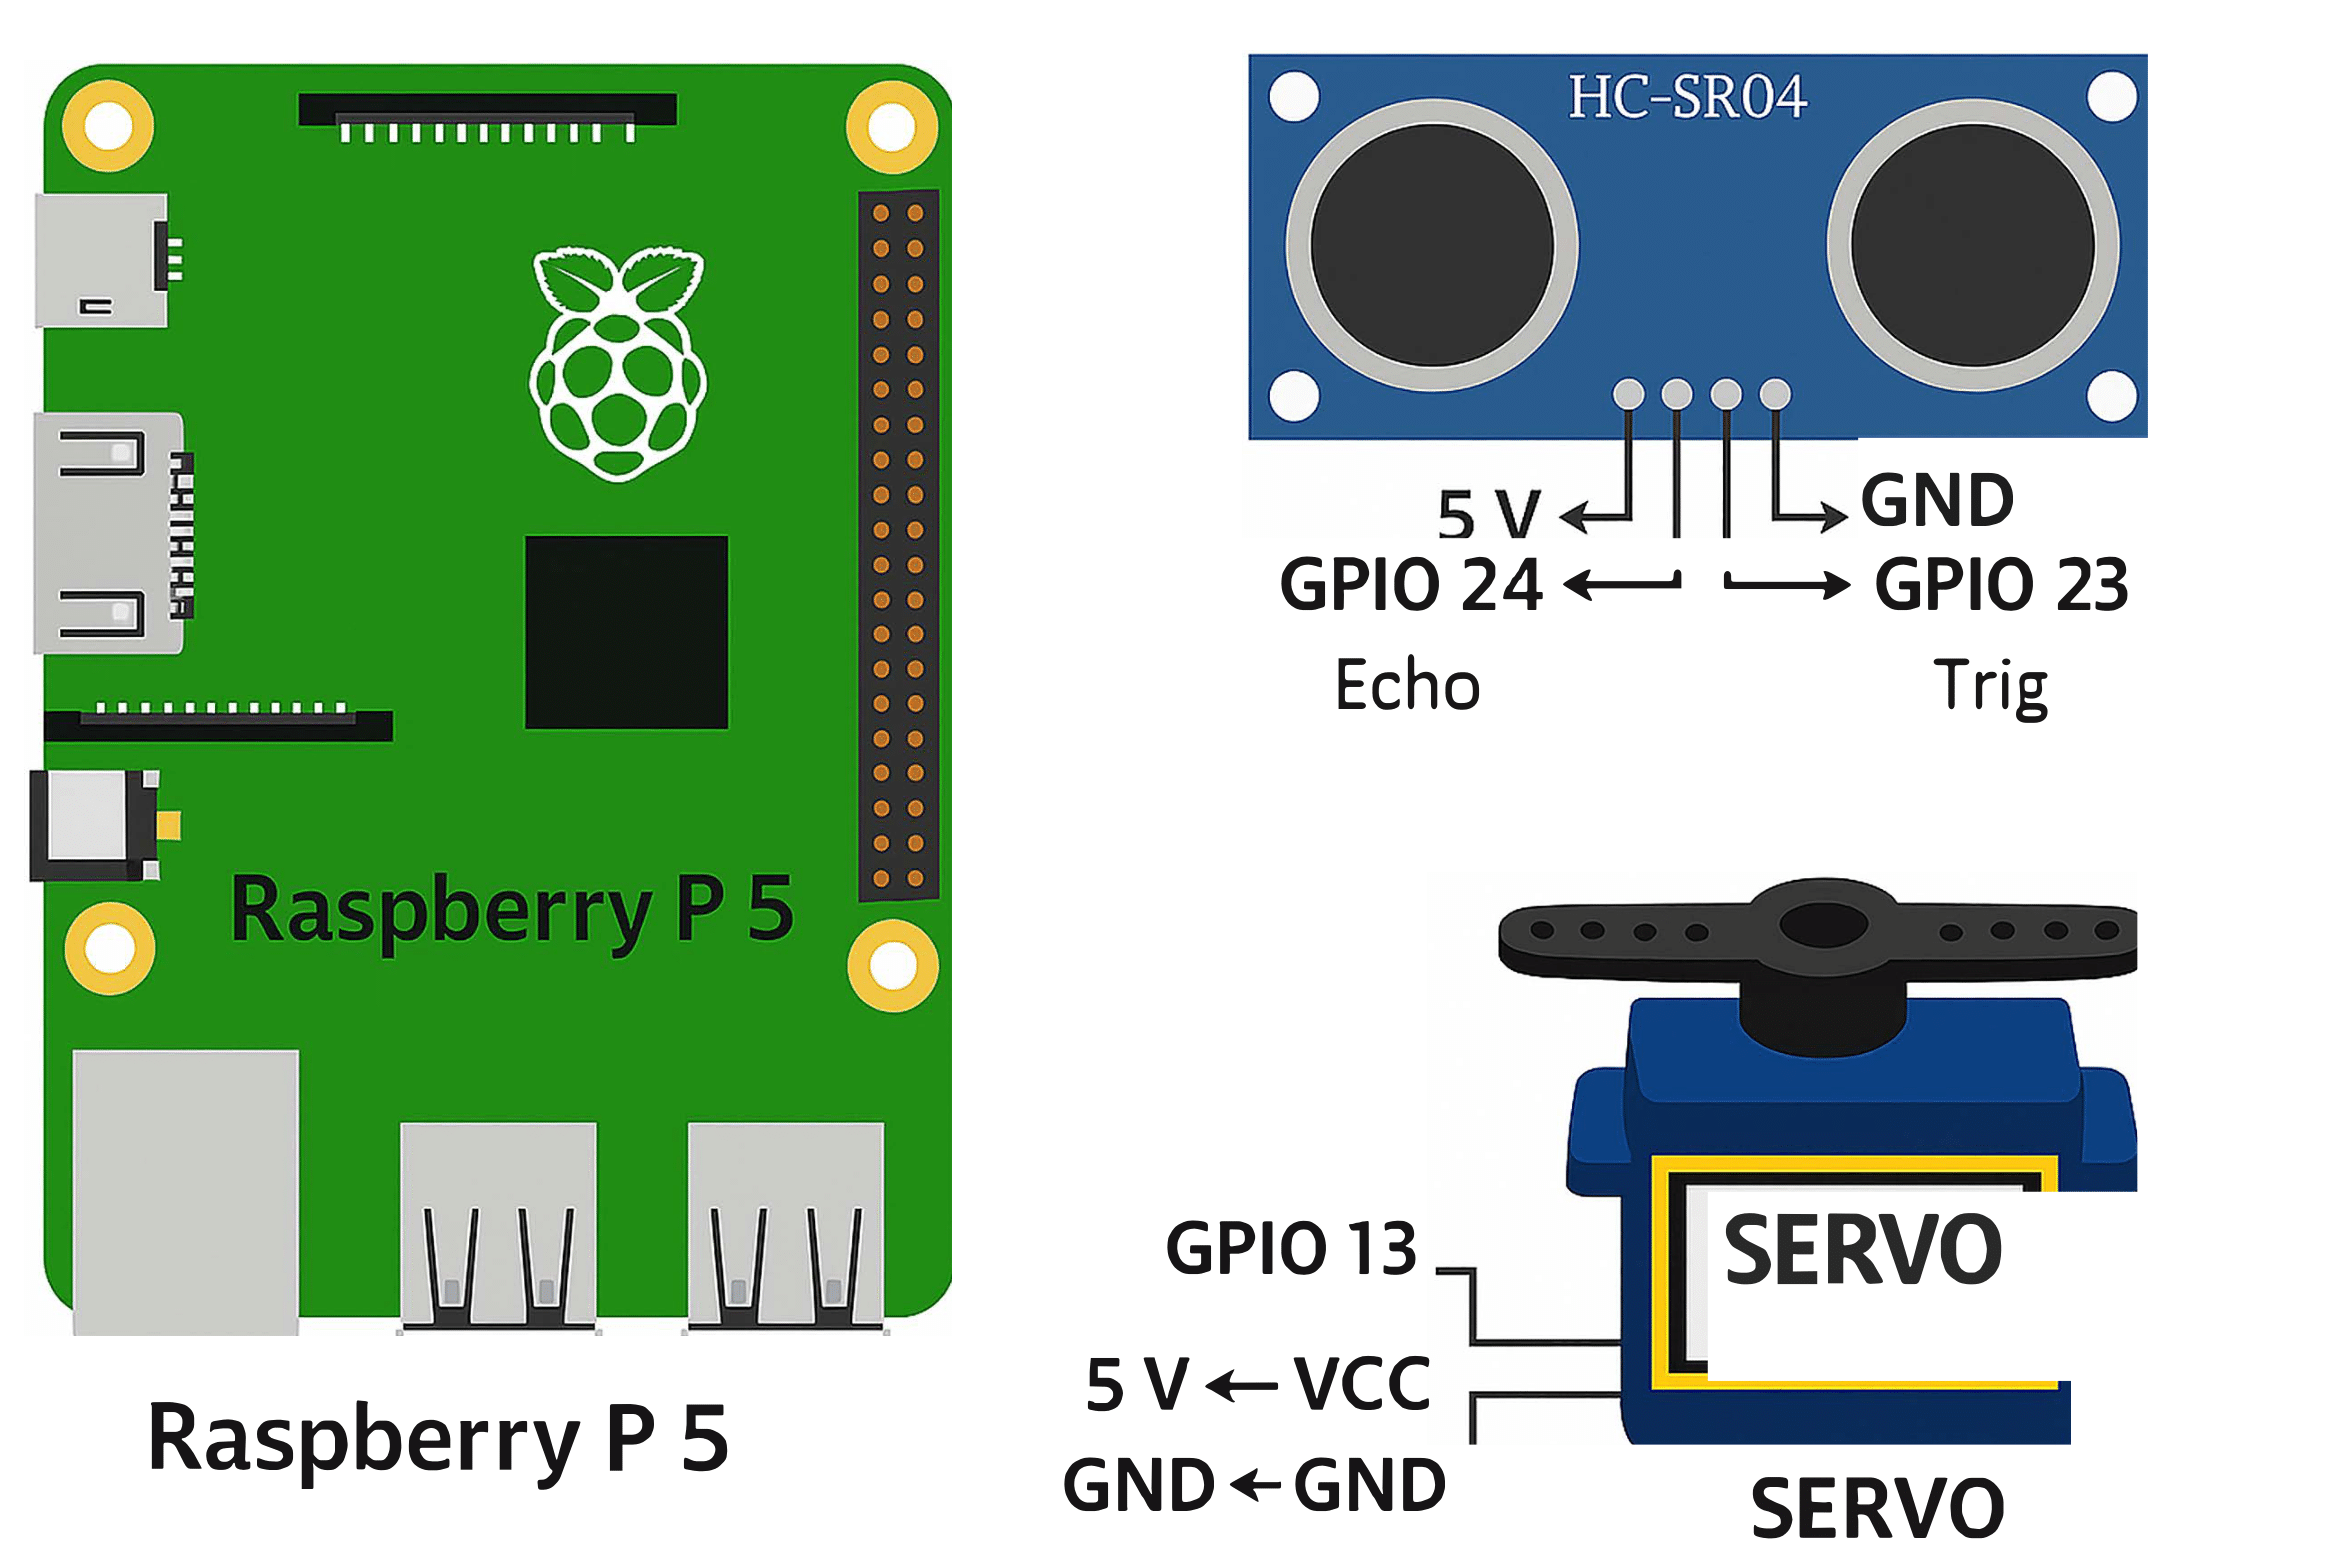 HC-SR04
5 V
GND
GPIO 24
GPIO 23
Echo
Trig
Raspberry P 5
Raspberry P 5
SERVO
GPIO 13
5 V ← VCC
GND ← GND
SERVO